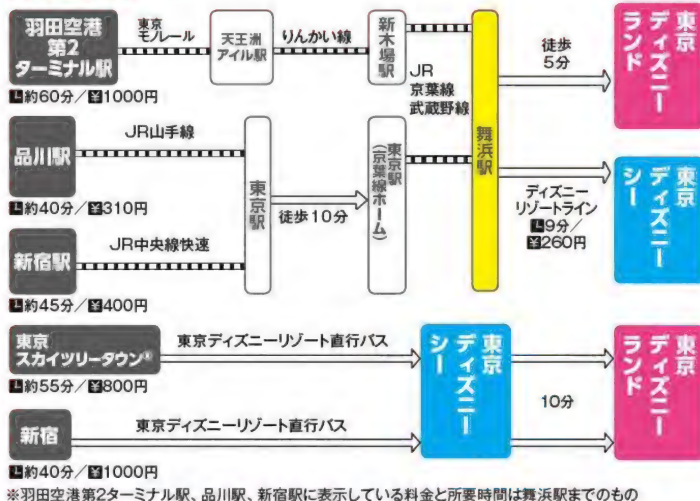 羽田空港
第2
ターミナル駅
東京
モノレール
天王洲
アイル駅
りんかい線
新木場駅
JR
京葉線
武蔵野線
舞浜駅
徒歩
5分
東京
ディズニー
ランド
約60分/¥1000円
品川駅
JR山手線
東京駅
徒歩10分
東京駅
(京葉線ホーム)
ディズニー
リゾートライン
9分/
¥260円
東京
ディズニー
シー
約40分/¥310円
新宿駅
JR中央線快速
約45分/¥400円
東京
スカイツリータウン®
東京ディズニーリゾート直行バス
東京
ディズニー
シー
10分
東京
ディズニー
ランド
約55分/¥800円
新宿
東京ディズニーリゾート直行バス
約40分/¥1000円
※羽田空港第2ターミナル駅、品川駅、新宿駅に表示している料金と所要時間は舞浜駅までのもの